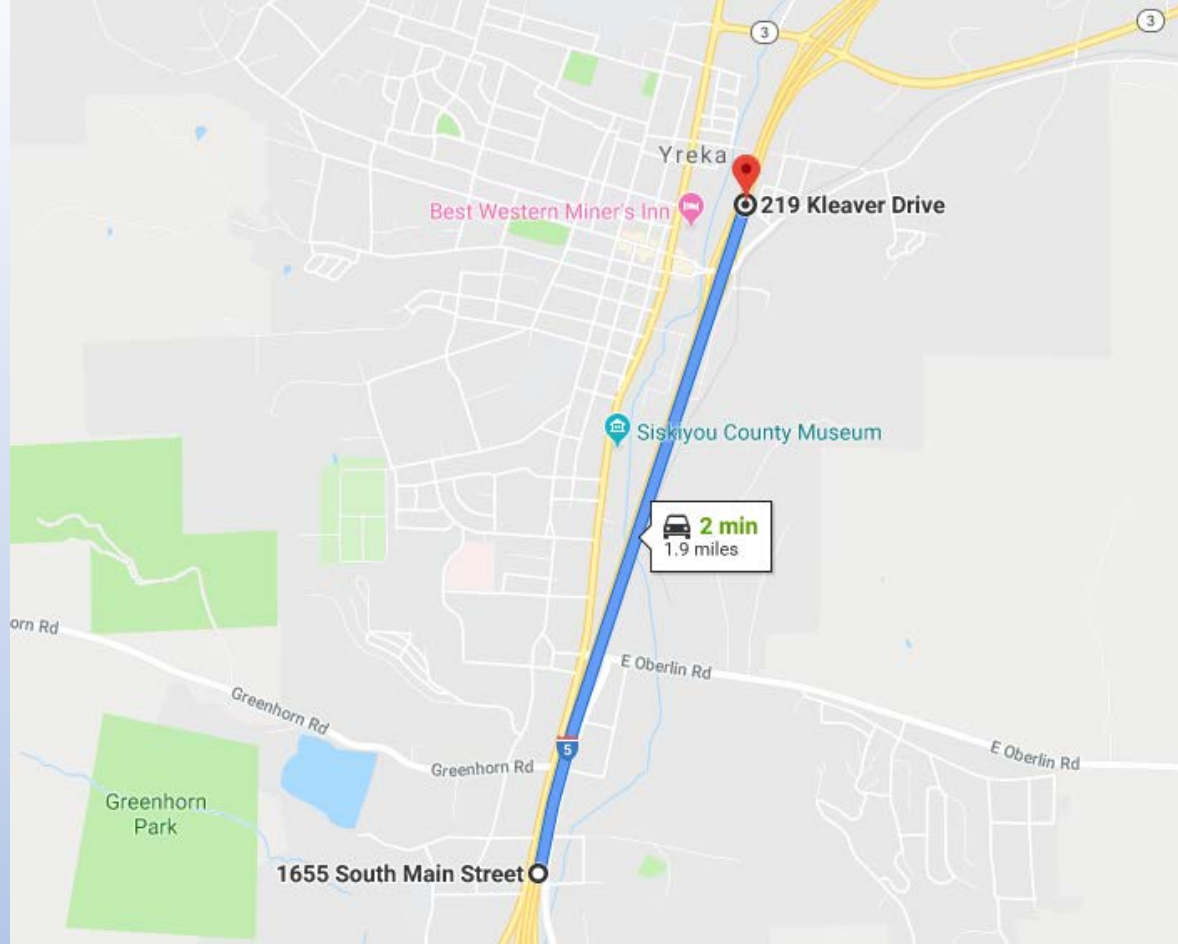 3
3
Yreka
Best Western Miner's Inn
219 Kleaver Drive
Siskiyou County Museum
2 min
1.9 miles
orn Rd
E Oberlin Rd
Greenhorn Rd
5
E Oberlin Rd
Greenhorn Rd
Greenhorn
Park
1655 South Main Street